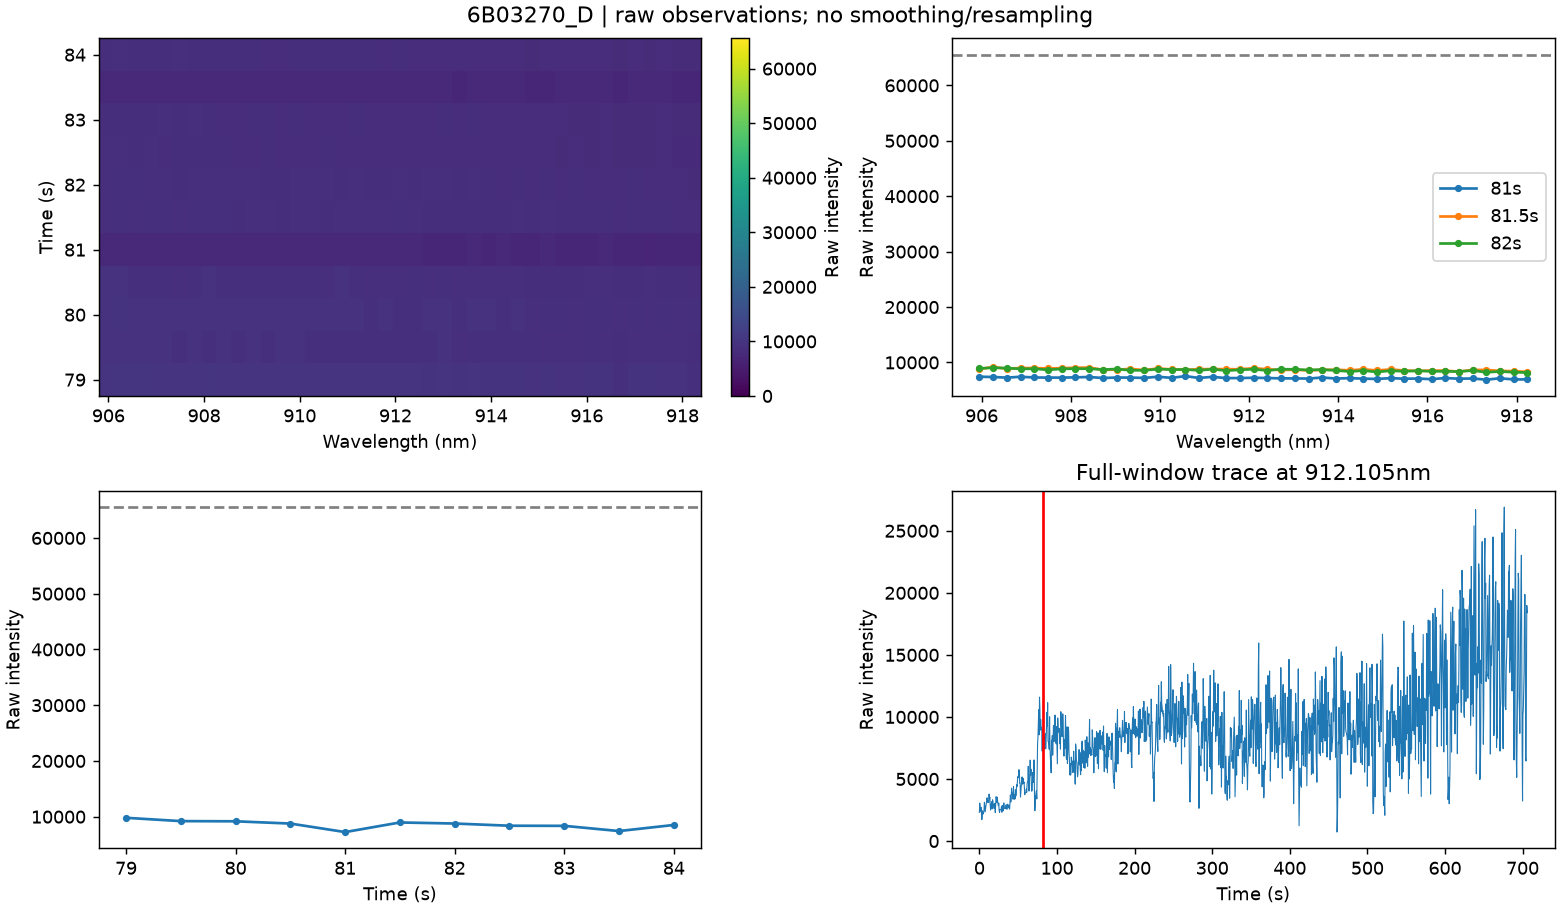 6B03270_D | raw observations; no smoothing/resampling
84
83
82
81
80
79
Time (s)
906 908 910 912 914 916 918
Wavelength (nm)
60000
50000
40000
30000
20000
10000
0
Raw intensity
60000
50000
40000
30000
20000
10000
Raw intensity
81s
81.5s
82s
906 908 910 912 914 916 918
Wavelength (nm)
60000
50000
40000
30000
20000
10000
Raw intensity
79 80 81 82 83 84
Time (s)
Full-window trace at 912.105nm
25000
20000
15000
10000
5000
0
Raw intensity
0 100 200 300 400 500 600 700
Time (s)